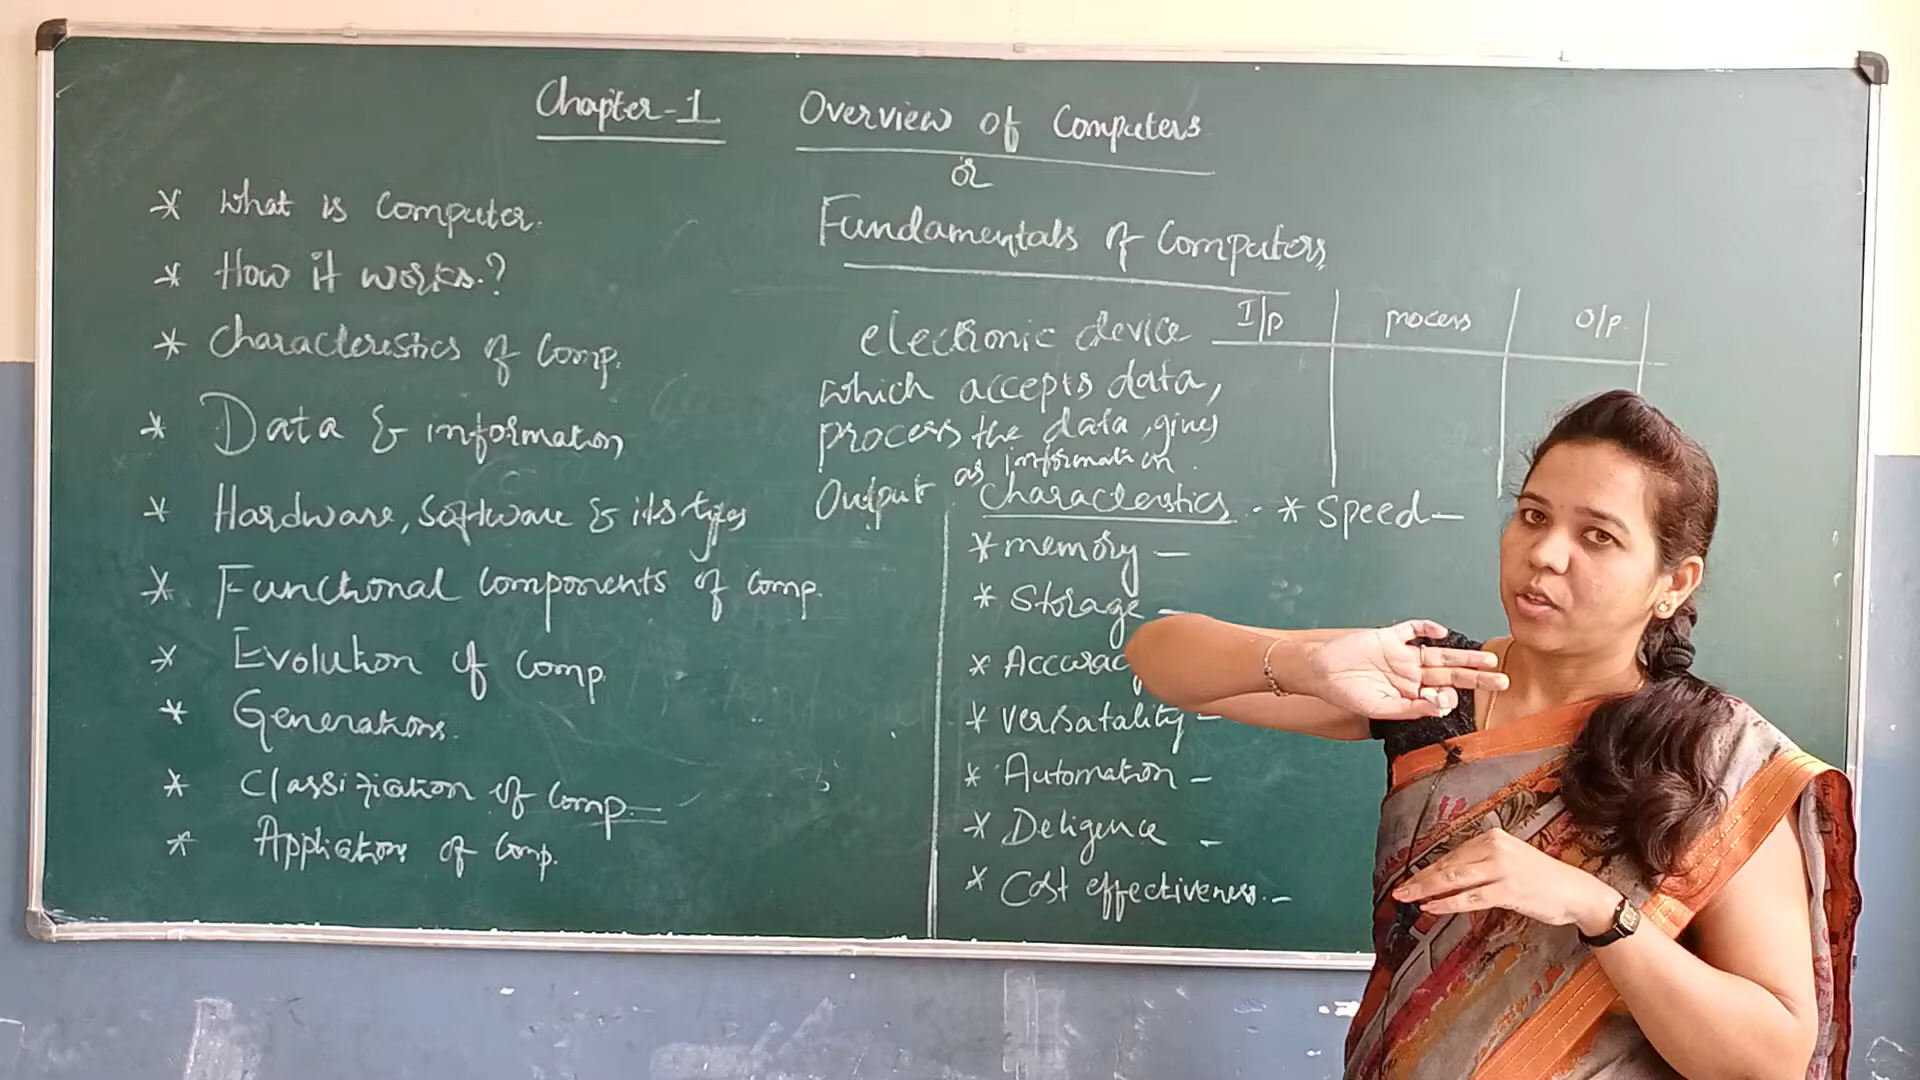 Chapter-1 Overview of Computers
or
Fundamentals of Computers
* What is Computer.
* How it works.?
* Characteristics of Comp.
* Data & information
* Hardware, Software & its types
* Functional Components of Comp.
* Evolution of Comp
* Generations.
* Classification of Comp.
* Applications of Comp.
electronic device
which accepts data,
process the data, gives
Output as information.
I/p process O/p.
Characteristics. - * Speed -
* memory -
* Storage -
* Accurac
* Versatality -
* Automation -
* Deligence -
* Cost effectiveness. -